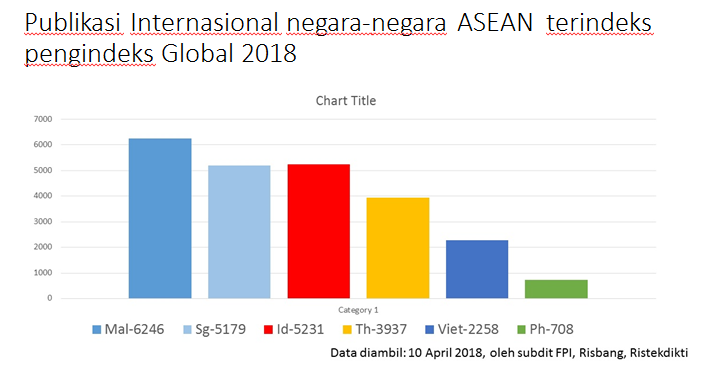 Publikasi Internasional negara-negara ASEAN terindeks
pengindeks Global 2018
Chart Title
7000
6000
5000
4000
3000
2000
1000
0
Category 1
Mal-6246 Sg-5179 Id-5231 Th-3937 Viet-2258 Ph-708
Data diambil: 10 April 2018, oleh subdit FPI, Risbang, Ristekdikti